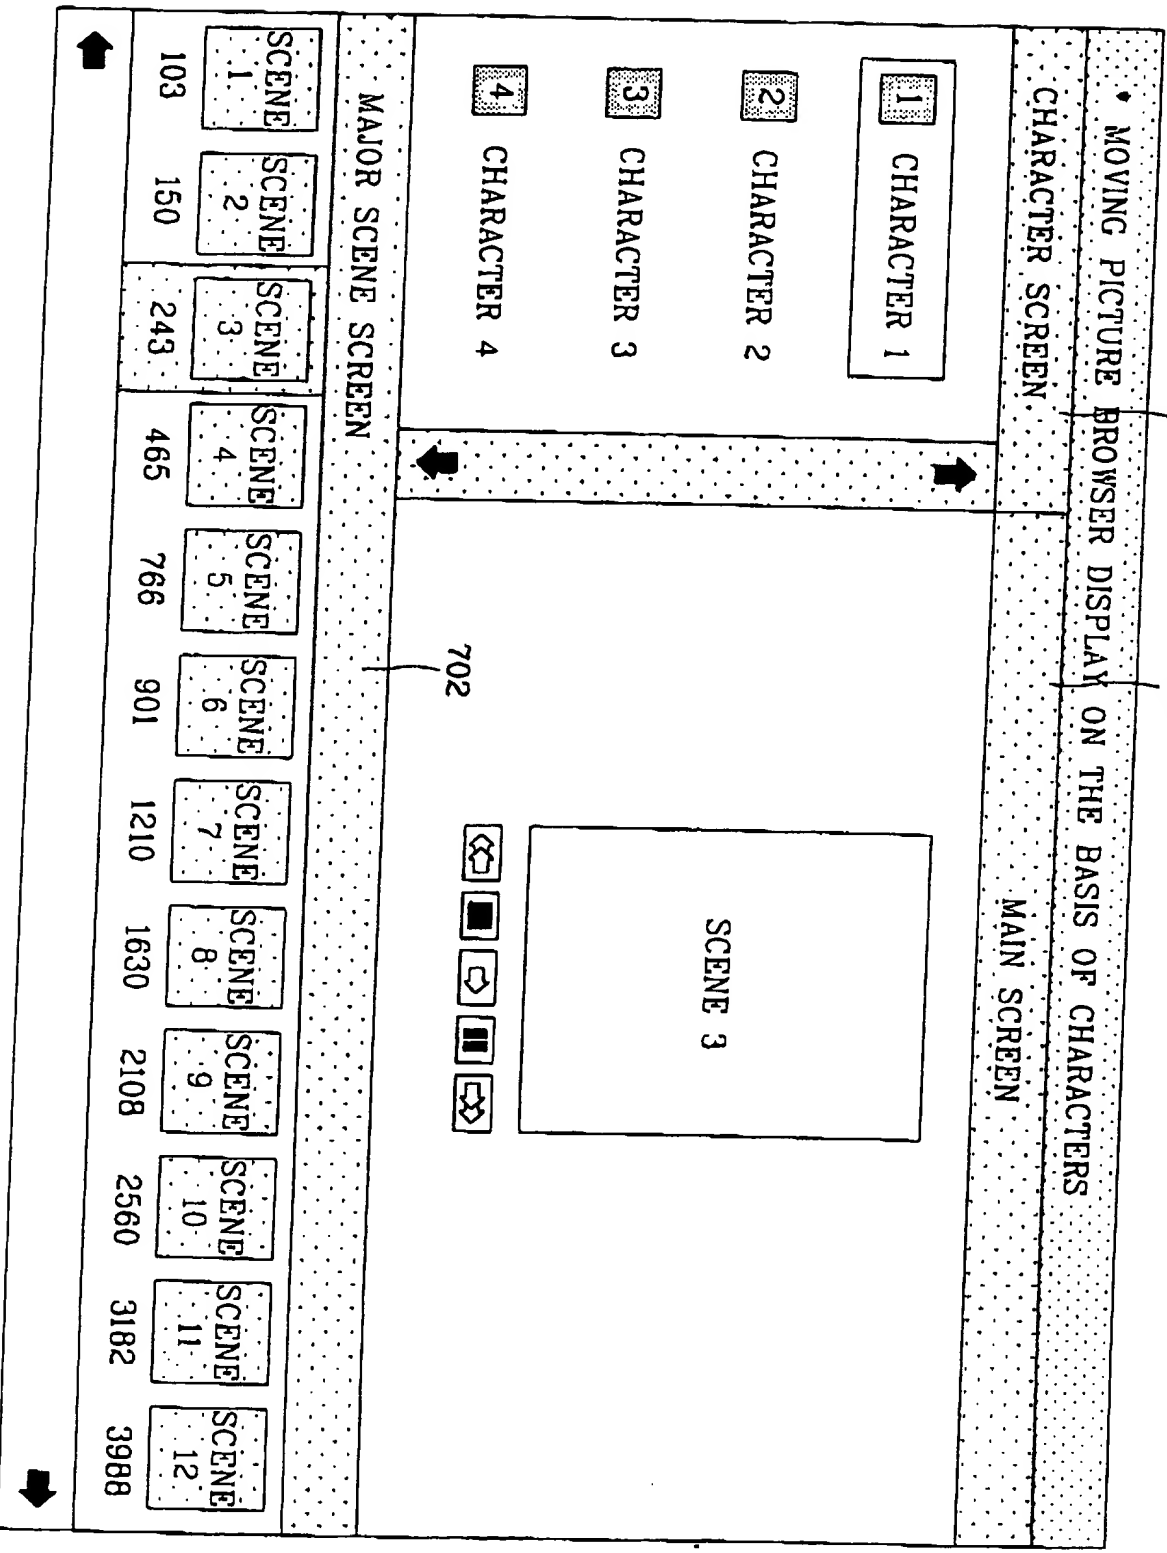 MOVING PICTURE BROWSER DISPLAY ON THE BASIS OF CHARACTERS
CHARACTER SCREEN
MAIN SCREEN
1 CHARACTER 1
2 CHARACTER 2
3 CHARACTER 3
4 CHARACTER 4
SCENE 3
702
MAJOR SCENE SCREEN
SCENE 1
SCENE 2
SCENE 3
SCENE 4
SCENE 5
SCENE 6
SCENE 7
SCENE 8
SCENE 9
SCENE 10
SCENE 11
SCENE 12
103 150 243 465 766 901 1210 1630 2108 2560 3182 3988